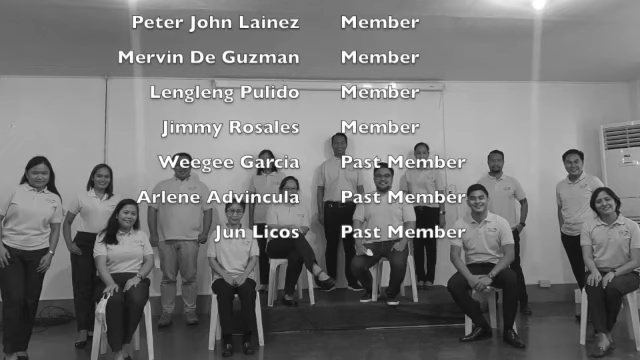 Peter John Lainez Member
Mervin De Guzman Member
Lengleng Pulido Member
Jimmy Rosales Member
Weegee Garcia Past Member
Arlene Advincula Past Member
Jun Licos Past Member